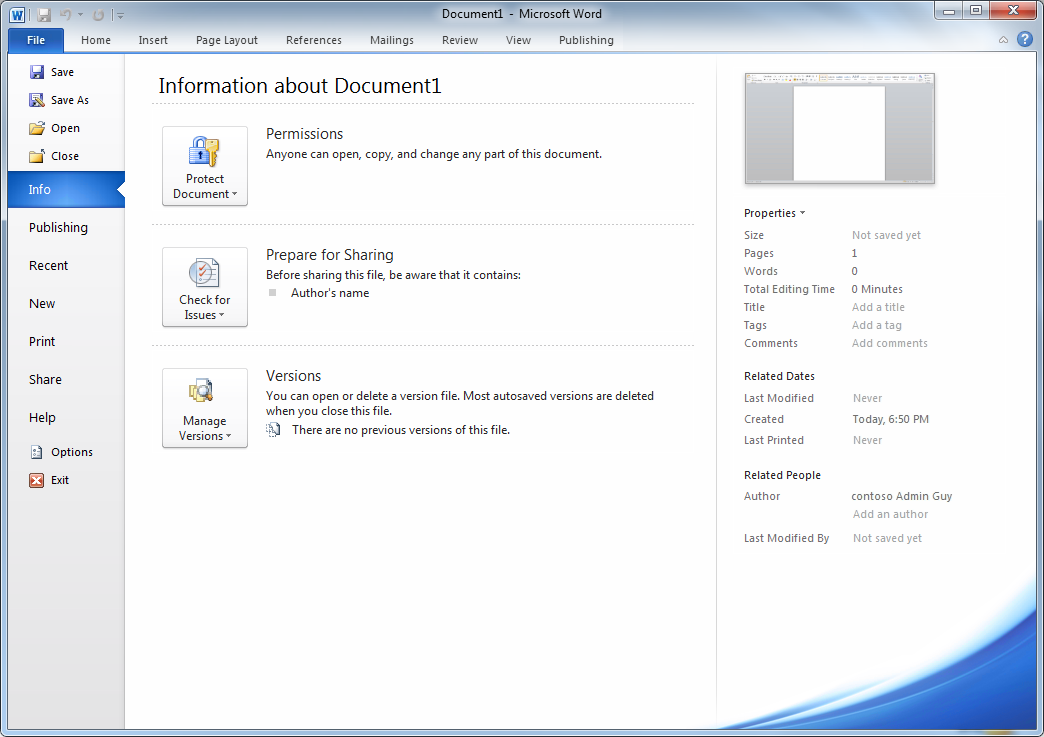 Document1 - Microsoft Word
File Home Insert Page Layout References Mailings Review View Publishing
Save
Save As
Open
Close
Info
Publishing
Recent
New
Print
Share
Help
Options
Exit
Information about Document1
Protect
Document
Permissions
Anyone can open, copy, and change any part of this document.
Check for
Issues
Prepare for Sharing
Before sharing this file, be aware that it contains:
Author's name
Manage
Versions
Versions
You can open or delete a version file. Most autosaved versions are deleted
when you close this file.
There are no previous versions of this file.
Properties
Size Not saved yet
Pages 1
Words 0
Total Editing Time 0 Minutes
Title Add a title
Tags Add a tag
Comments Add comments
Related Dates
Last Modified Never
Created Today, 6:50 PM
Last Printed Never
Related People
Author contoso Admin Guy
Add an author
Last Modified By Not saved yet